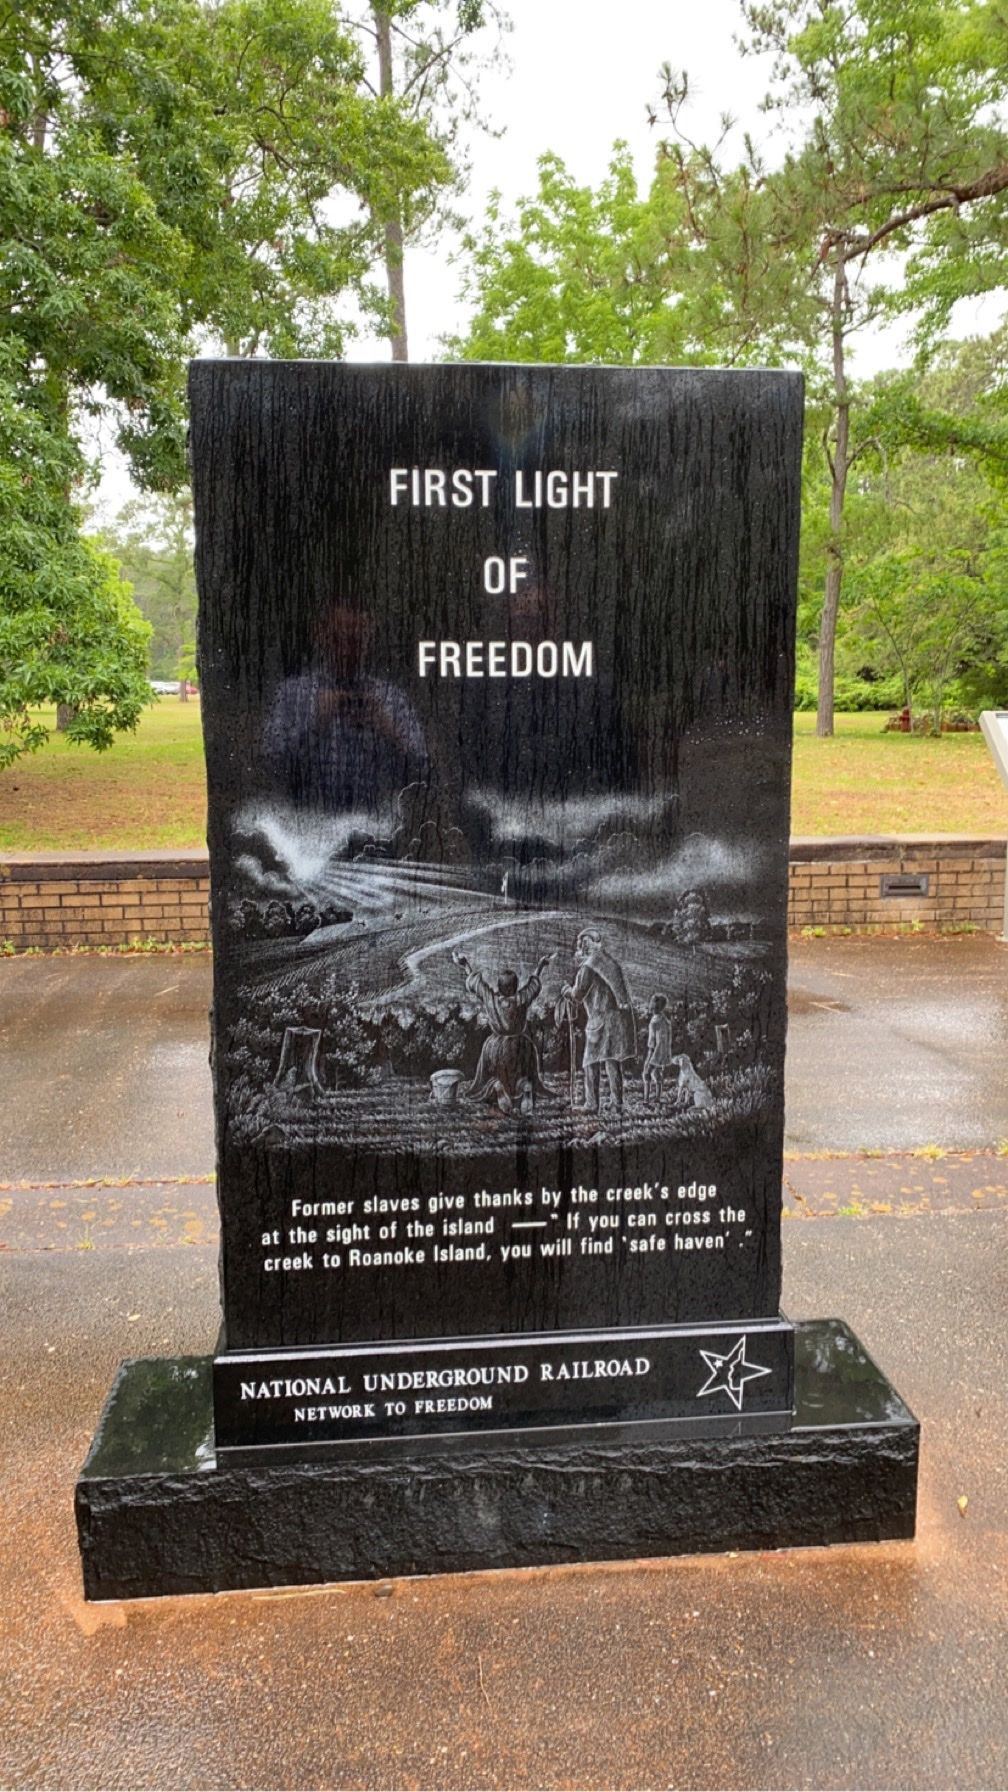 FIRST LIGHT
OF
FREEDOM
Former slaves give thanks by the creek's edge
at the sight of the island —" If you can cross the
creek to Roanoke Island, you will find 'safe haven' ."
NATIONAL UNDERGROUND RAILROAD
NETWORK TO FREEDOM